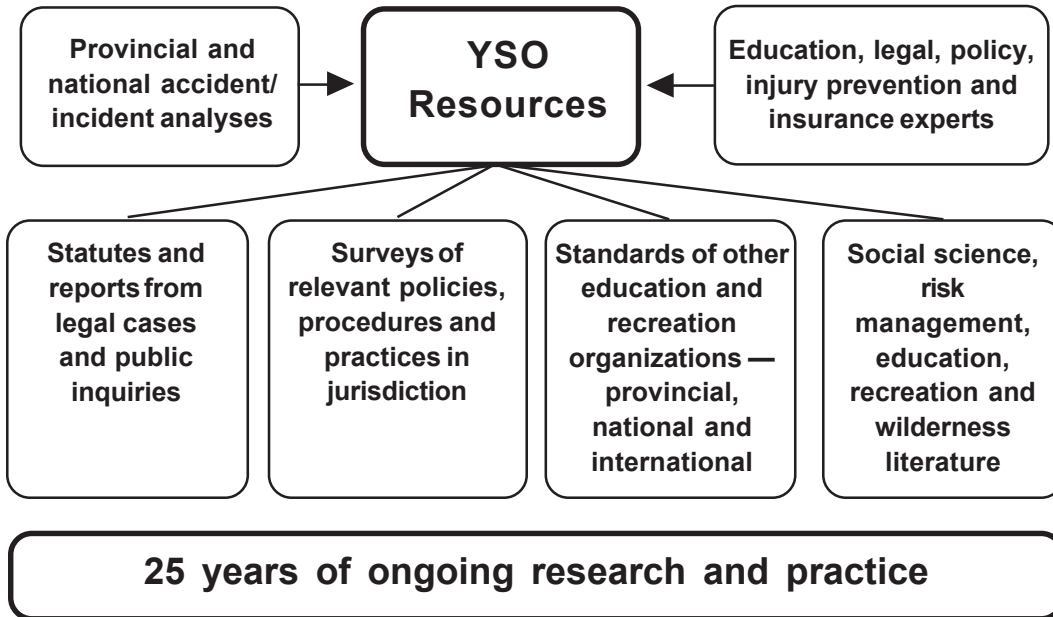 Provincial and
national accident/
incident analyses
YSO
Resources
Education, legal, policy,
injury prevention and
insurance experts
Statutes and
reports from
legal cases
and public
inquiries
Surveys of
relevant policies,
procedures and
practices in
jurisdiction
Standards of other
education and
recreation
organizations —
provincial,
national and
international
Social science,
risk
management,
education,
recreation and
wilderness
literature
25 years of ongoing research and practice